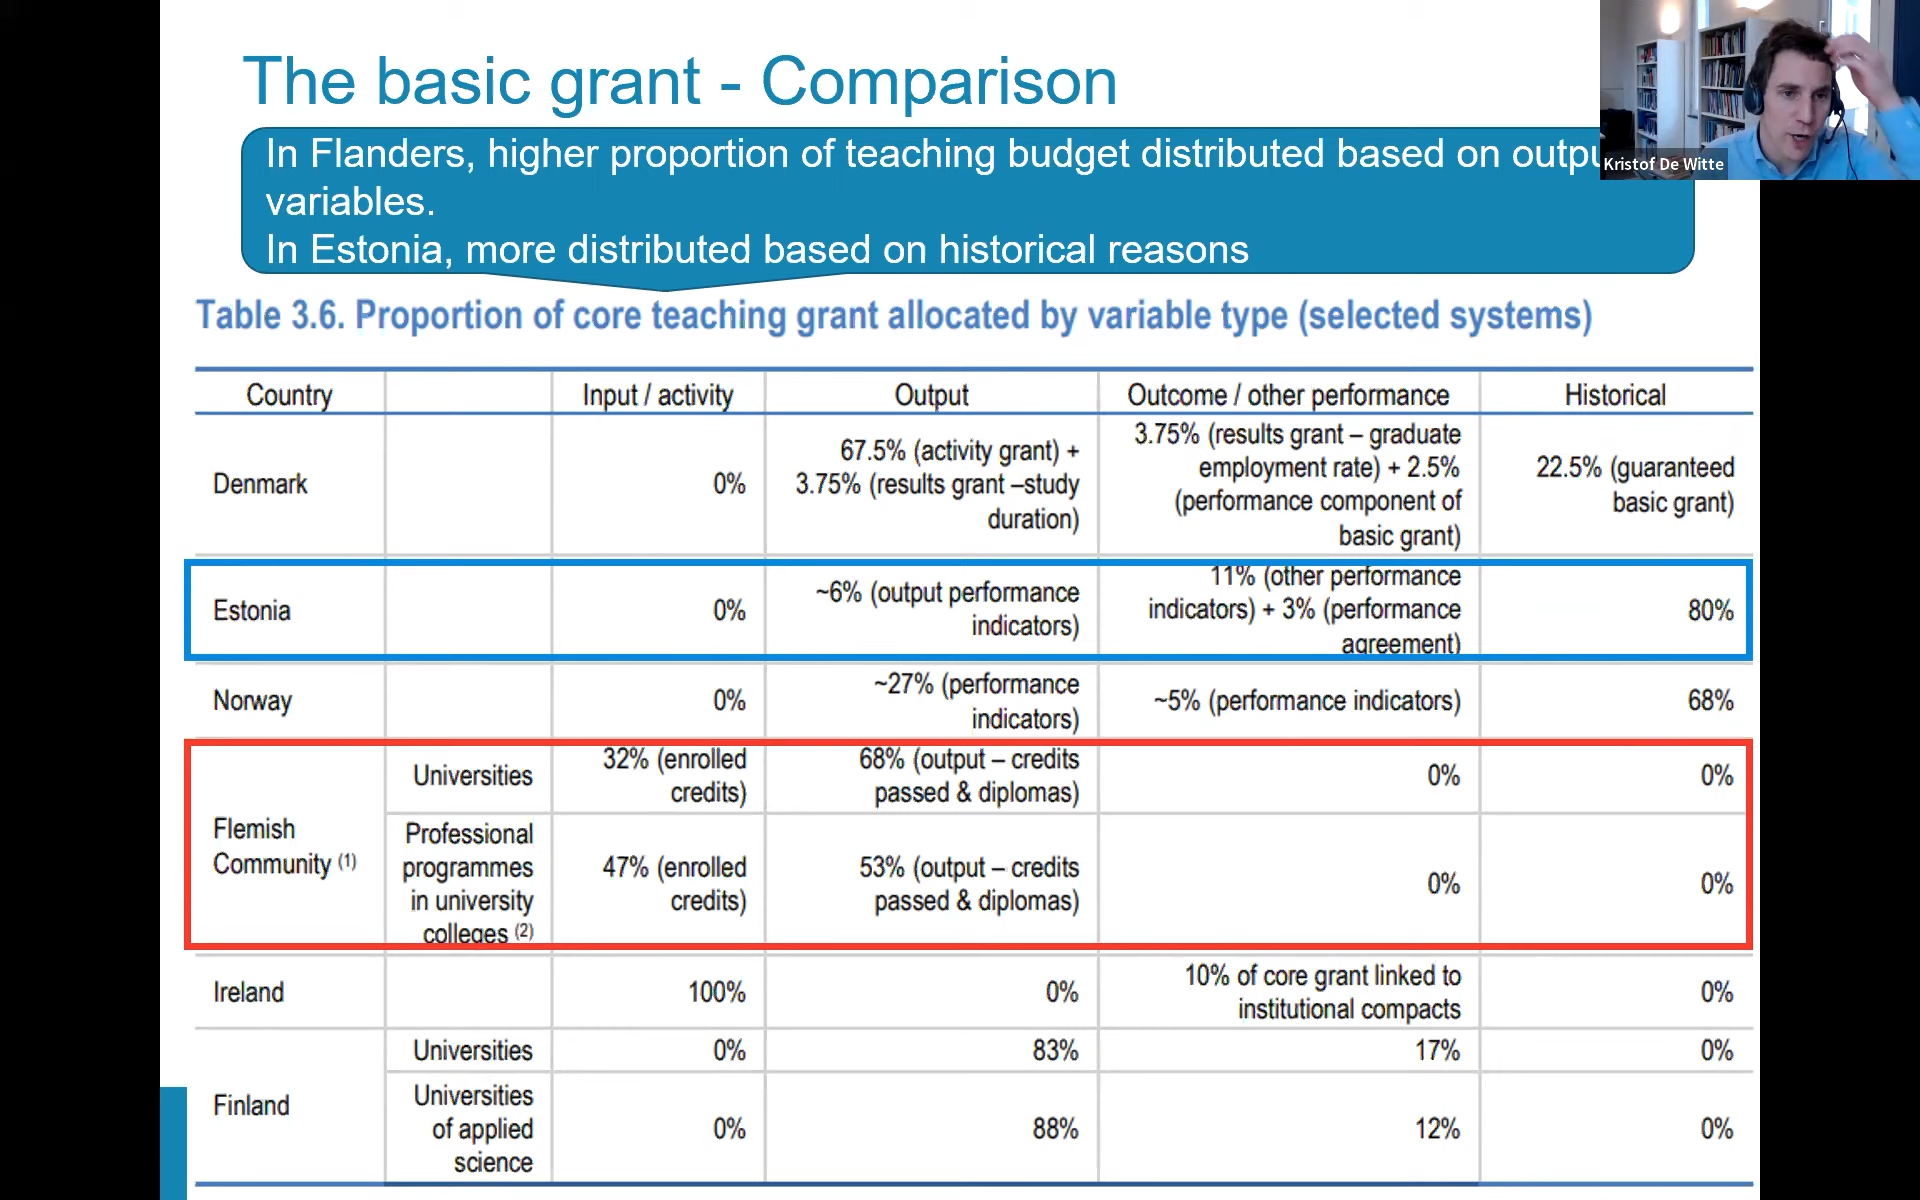 The basic grant - Comparison
In Flanders, higher proportion of teaching budget distributed based on outpu
variables.
In Estonia, more distributed based on historical reasons
Kristof De Witte
Table 3.6. Proportion of core teaching grant allocated by variable type (selected systems)
Country Input / activity Output Outcome / other performance Historical
Denmark
0%
67.5% (activity grant) +
3.75% (results grant –study
duration)
3.75% (results grant – graduate
employment rate) + 2.5%
(performance component of
basic grant)
22.5% (guaranteed
basic grant)
Estonia
0%
~6% (output performance
indicators)
11% (other performance
indicators) + 3% (performance
agreement)
80%
Norway
0%
~27% (performance
indicators)
~5% (performance indicators)
68%
Flemish
Community (1)
Universities
32% (enrolled
credits)
68% (output – credits
passed & diplomas)
0%
0%
Professional
programmes
in university
colleges (2)
47% (enrolled
credits)
53% (output – credits
passed & diplomas)
0%
0%
Ireland
100%
0%
10% of core grant linked to
institutional compacts
0%
Finland
Universities
0%
83%
17%
0%
Universities
of applied
science
0%
88%
12%
0%